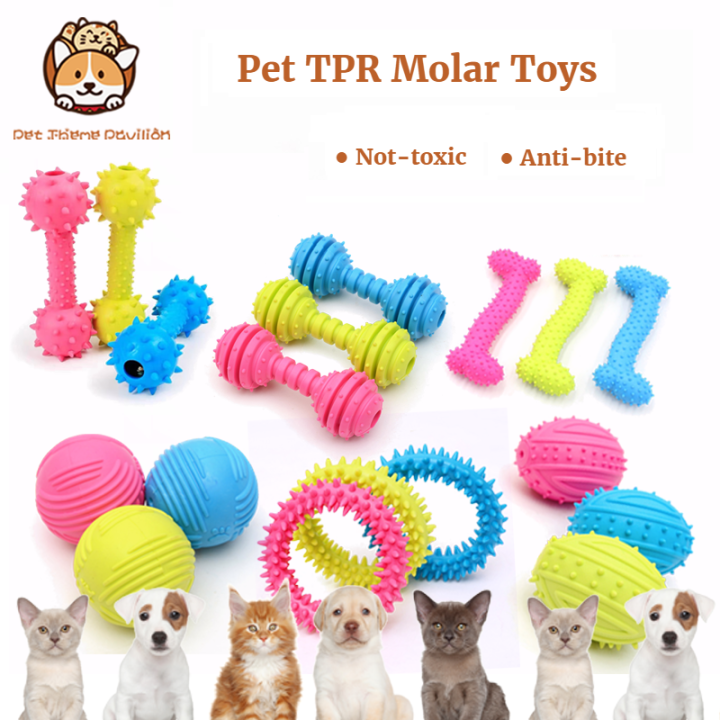 Pet TPR Molar Toys
• Not-toxic • Anti-bite
Pet Theme Pavilion